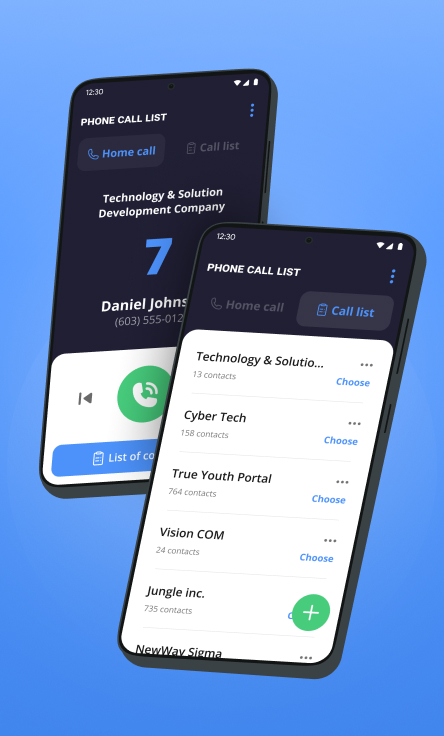 12:30
PHONE CALL LIST
Home call
Call list
Technology & Solution
Development Company
7
Daniel Johns
(603) 555-012
List of co
12:30
PHONE CALL LIST
Home call
Call list
Technology & Solutio...
13 contacts
Choose
Cyber Tech
158 contacts
Choose
True Youth Portal
764 contacts
Choose
Vision COM
24 contacts
Choose
Jungle inc.
735 contacts
NewWay Sigma